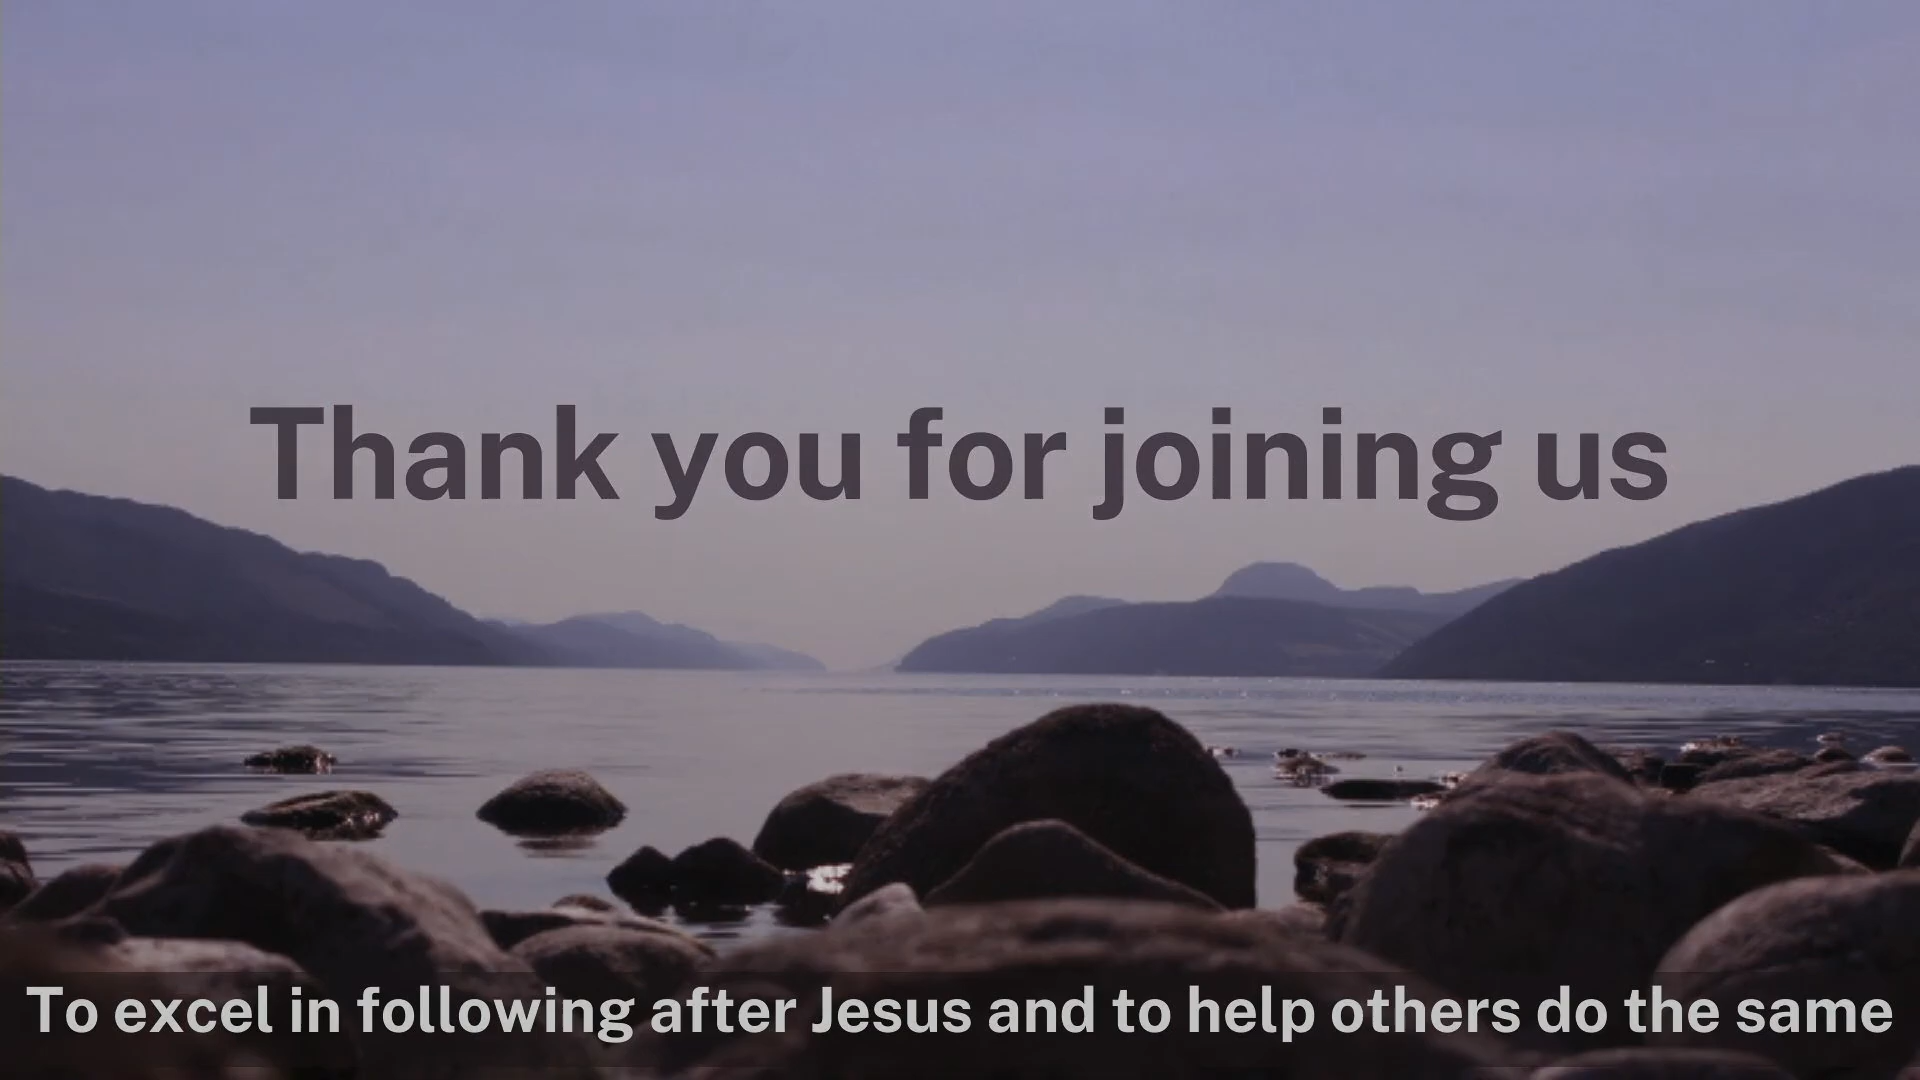 Thank you for joining us
To excel in following after Jesus and to help others do the same